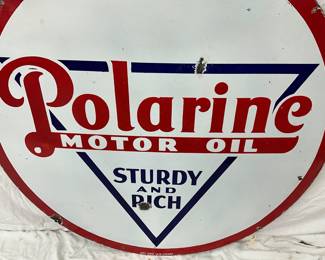 Polarine
MOTOR OIL
STURDY
AND
RICH